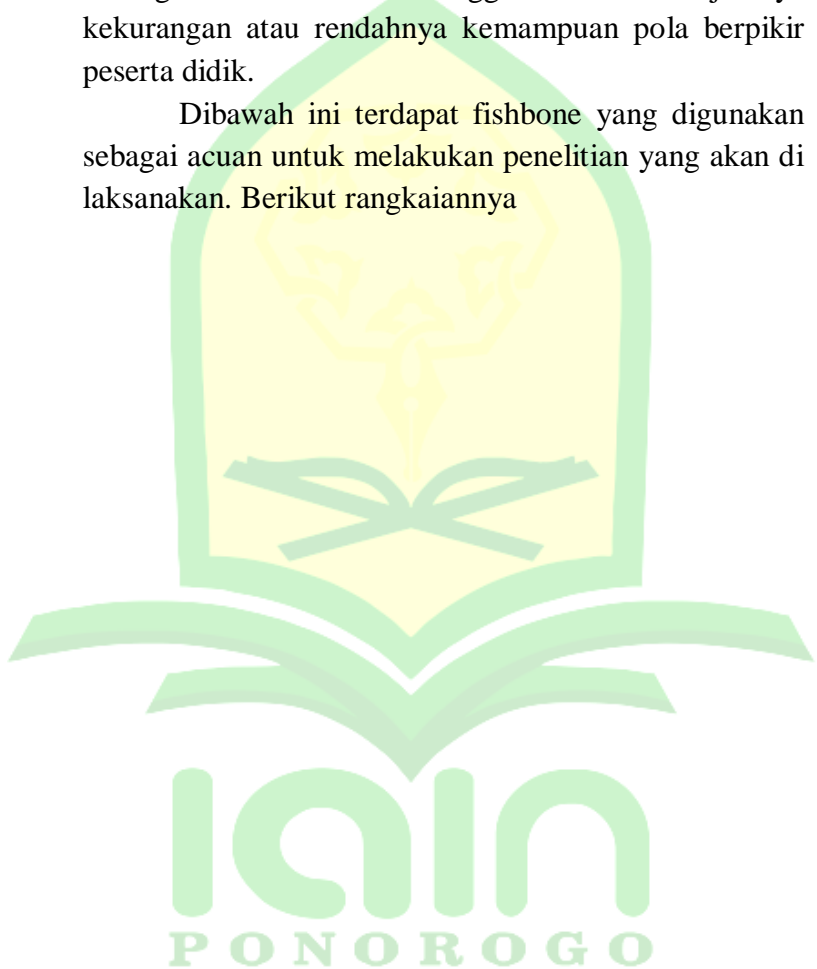 kekurangan atau rendahnya kemampuan pola berpikir
peserta didik.
Dibawah ini terdapat fishbone yang digunakan
sebagai acuan untuk melakukan penelitian yang akan di
laksanakan. Berikut rangkaiannya
iain
PONOROGO